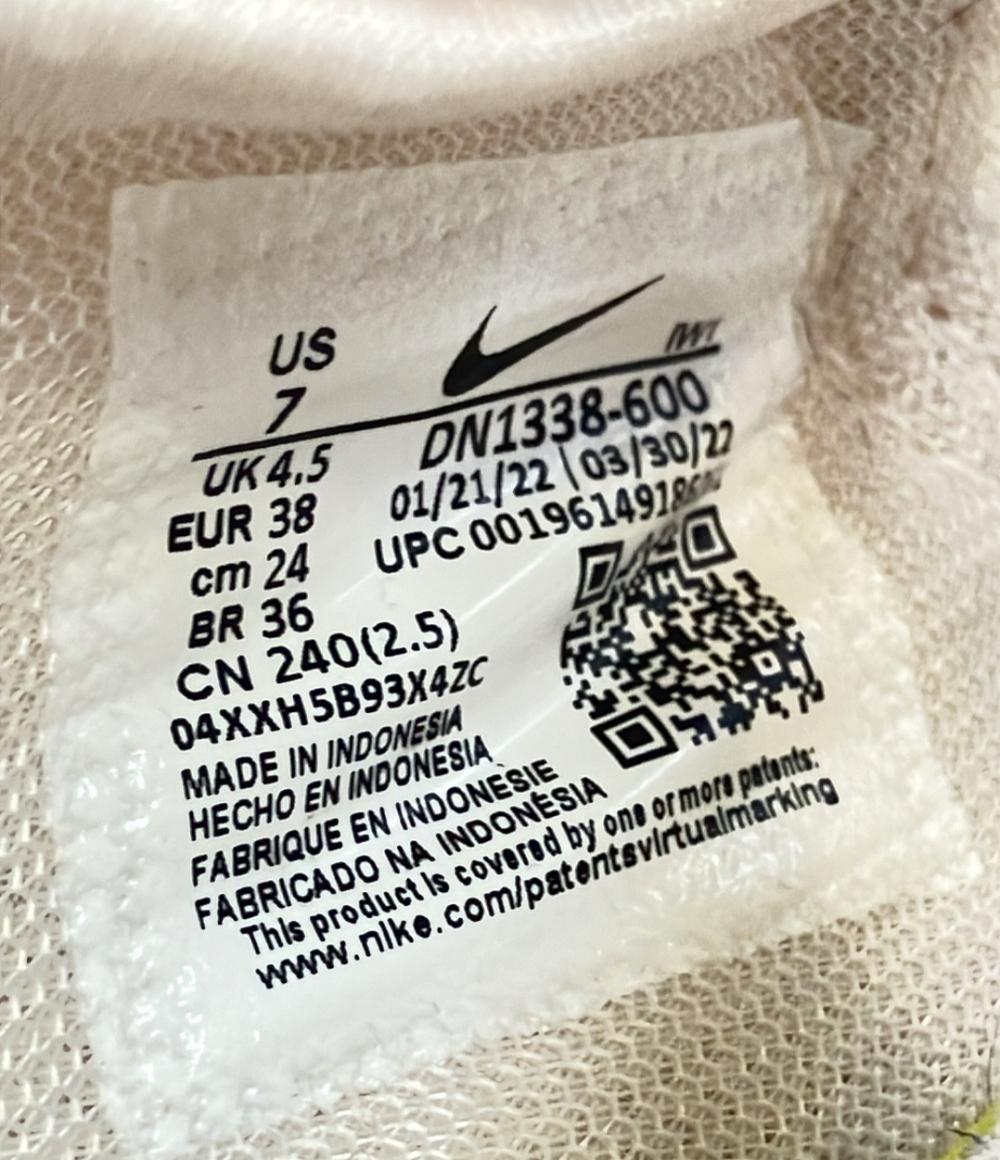 US
7
UK 4.5
EUR 38
cm 24
BR 36
CN 240(2.5)
04XXH5B93X4ZC
DN1338-600
01/21/22 \ 03/30/22
UPC
MADE IN INDONESIA
HECHO EN INDONESIA
FABRIQUE EN INDONESIE
FABRICADO NA INDONÉSIA
This product is covered by one or more patents:
www.nike.com/patentsvirtualmarking